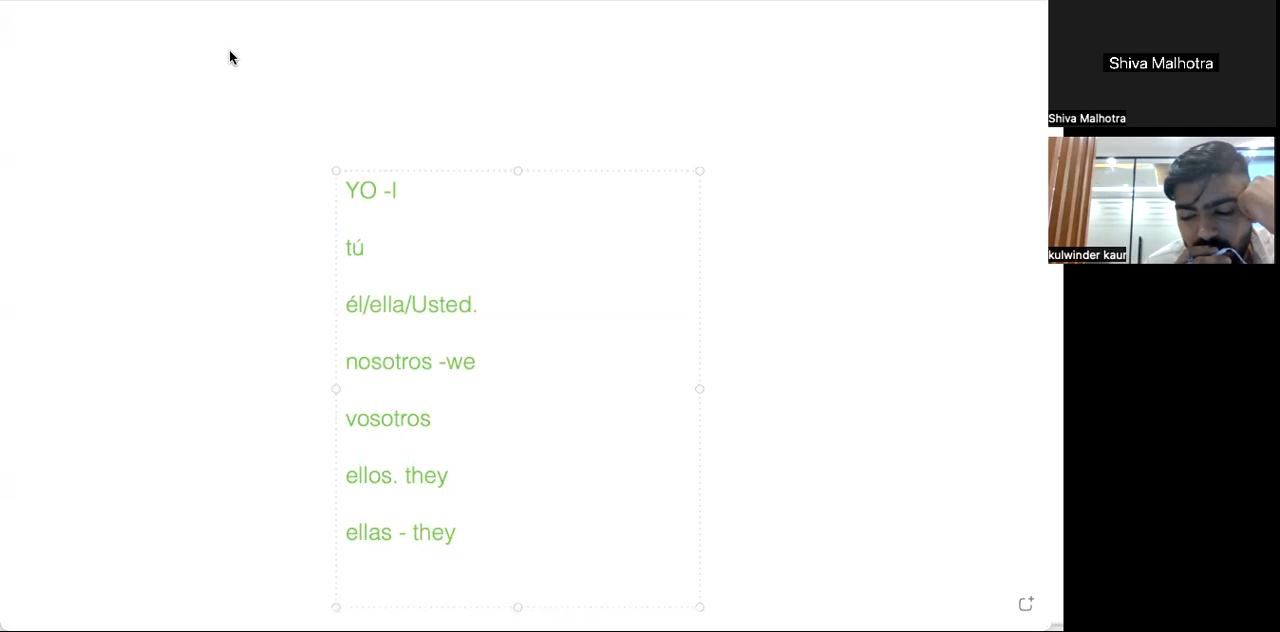 YO -I
tú
él/ella/Usted.
nosotros -we
vosotros
ellos. they
ellas - they
Shiva Malhotra
Shiva Malhotra
kulwinder kaur